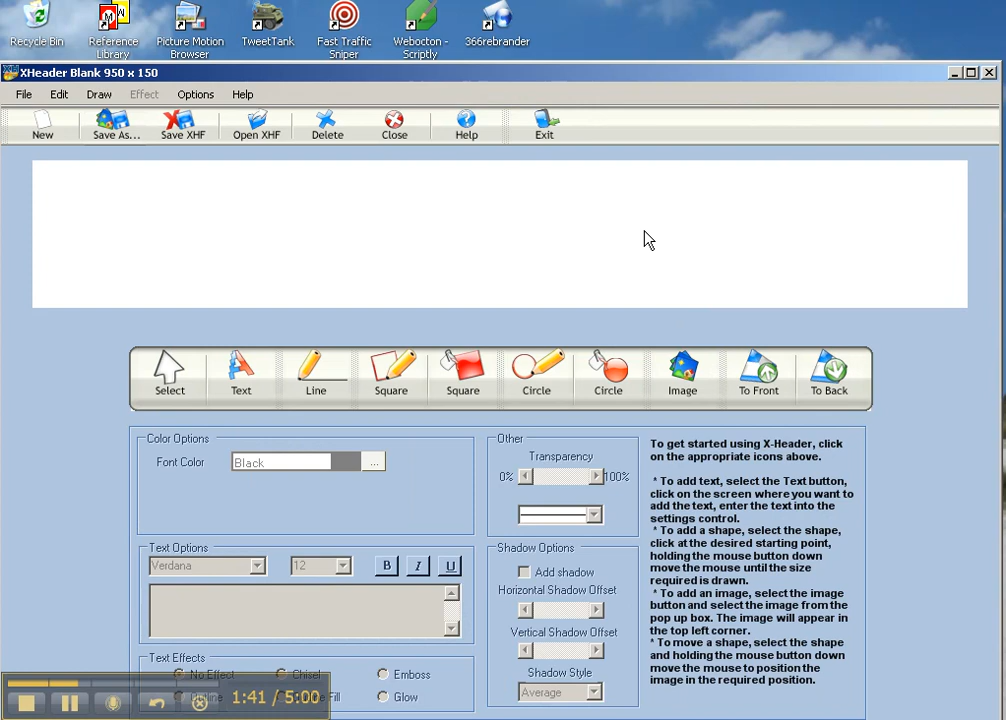 Recycle Bin
Reference Library
Picture Motion Browser
TweetTank
Fast Traffic Sniper
Webocton - Scriptly
366rebrander
XHeader Blank 950 x 150
File Edit Draw Effect Options Help
New Save As... Save XHF Open XHF Delete Close Help Exit
Select Text Line Square Square Circle Circle Image To Front To Back
Color Options
Font Color Black ...
Other
Transparency
0% 100%
Text Options
Verdana 12 B I U
Shadow Options
Add shadow
Horizontal Shadow Offset
Vertical Shadow Offset
Shadow Style
Average
Text Effects
No Effect Chisel Emboss
Fill Glow
To get started using X-Header, click
on the appropriate icons above.
* To add text, select the Text button,
click on the screen where you want to
add the text, enter the text into the
settings control.
* To add a shape, select the shape,
click at the desired starting point,
holding the mouse button down
move the mouse until the size
required is drawn.
* To add an image, select the image
button and select the image from the
pop up box. The image will appear in
the top left corner.
* To move a shape, select the shape
and holding the mouse button down
move the mouse to position the
image in the required position.
1:41 / 5:00